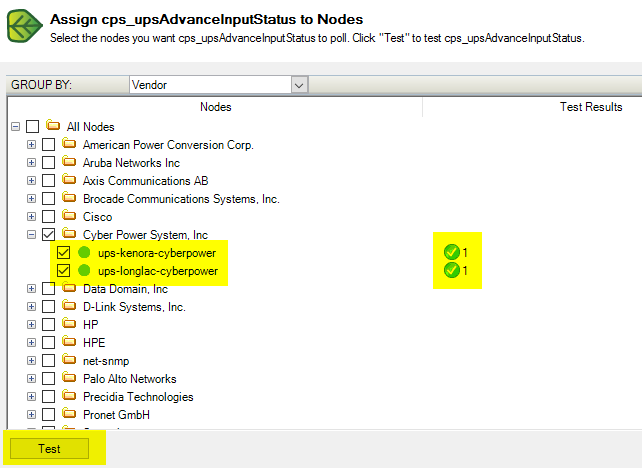 Assign cps_upsAdvanceInputStatus to Nodes
Select the nodes you want cps_upsAdvanceInputStatus to poll. Click "Test" to test cps_upsAdvanceInputStatus.
GROUP BY: Vendor
Nodes Test Results
All Nodes
American Power Conversion Corp.
Aruba Networks Inc
Axis Communications AB
Brocade Communications Systems, Inc.
Cisco
Cyber Power System, Inc
ups-kenora-cyberpower 1
ups-longlac-cyberpower 1
Data Domain, Inc
D-Link Systems, Inc.
HP
HPE
net-snmp
Palo Alto Networks
Precidia Technologies
Pronet GmbH
Test